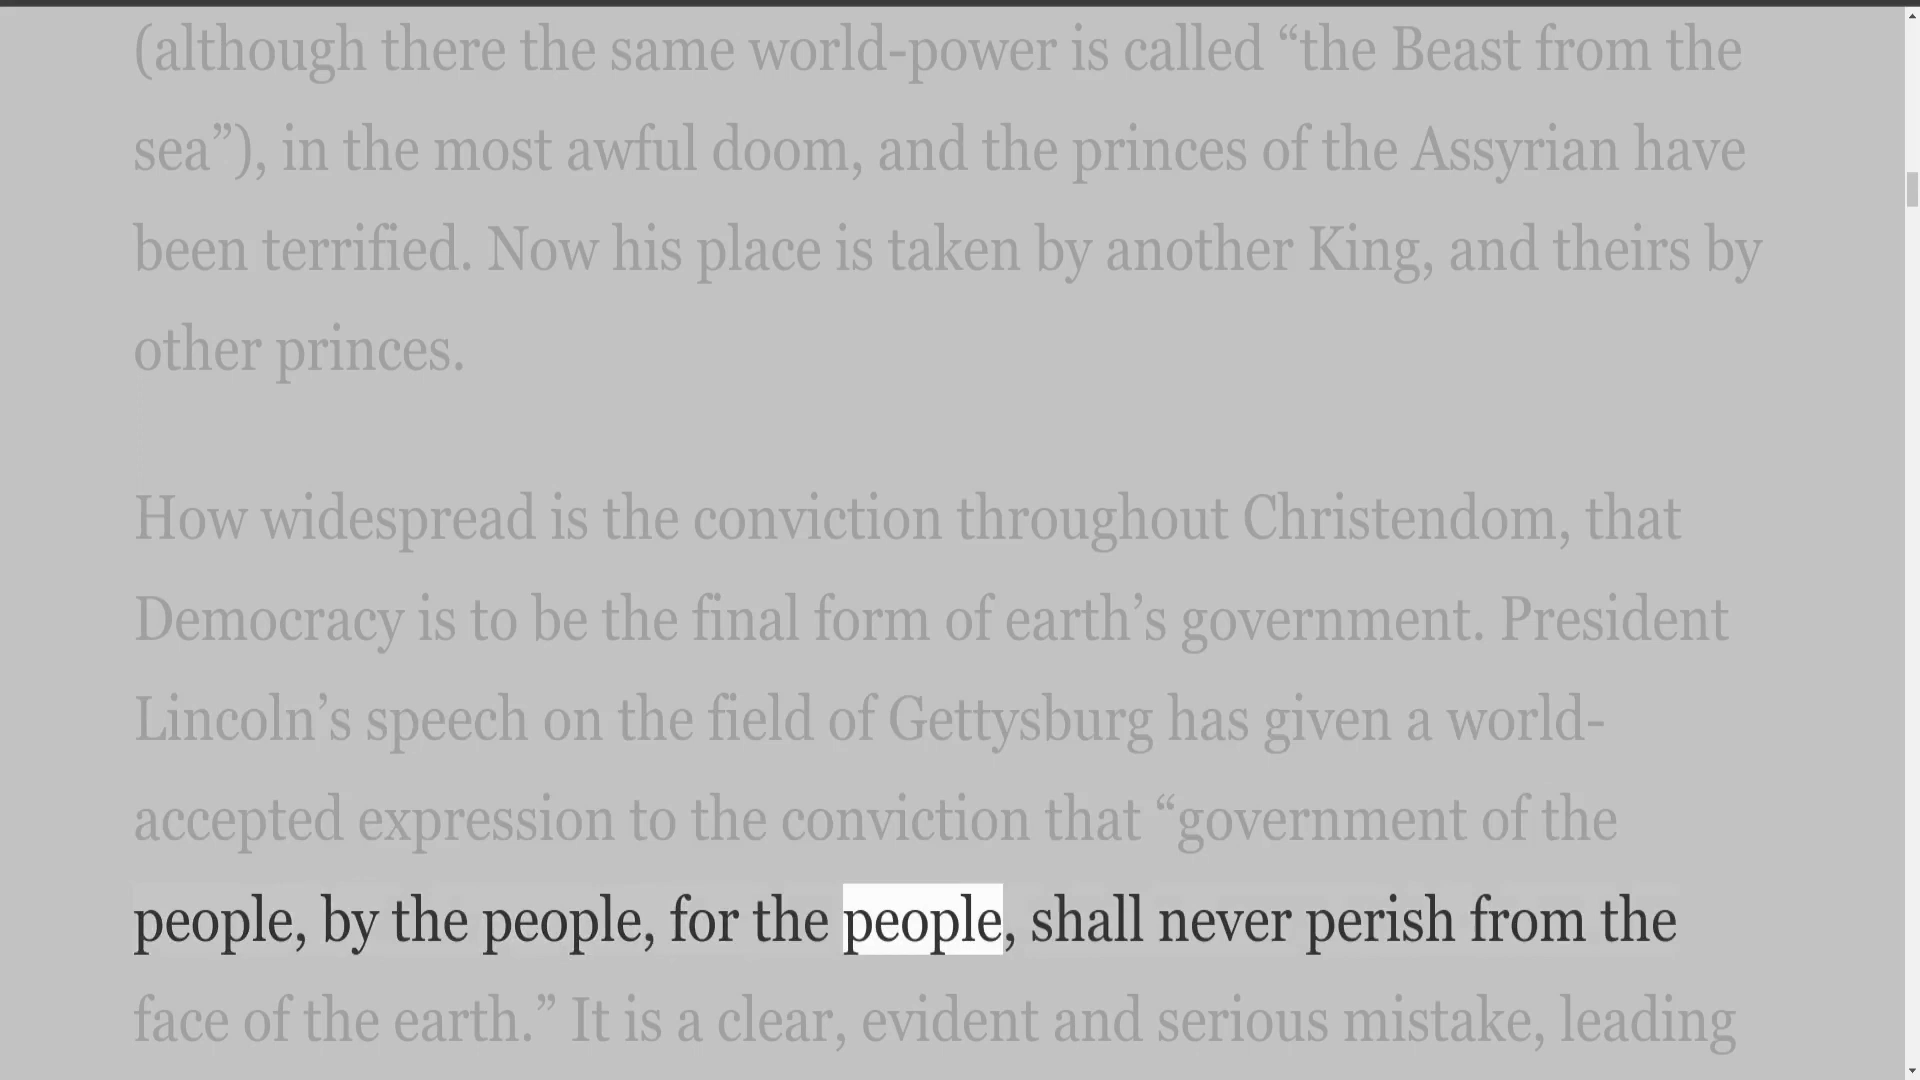 (although there the same world-power is called “the Beast from the
sea”), in the most awful doom, and the princes of the Assyrian have
been terrified. Now his place is taken by another King, and theirs by
other princes.
How widespread is the conviction throughout Christendom, that
Democracy is to be the final form of earth’s government. President
Lincoln’s speech on the field of Gettysburg has given a world-
accepted expression to the conviction that “government of the
people, by the people, for the people, shall never perish from the
face of the earth.” It is a clear, evident and serious mistake, leading